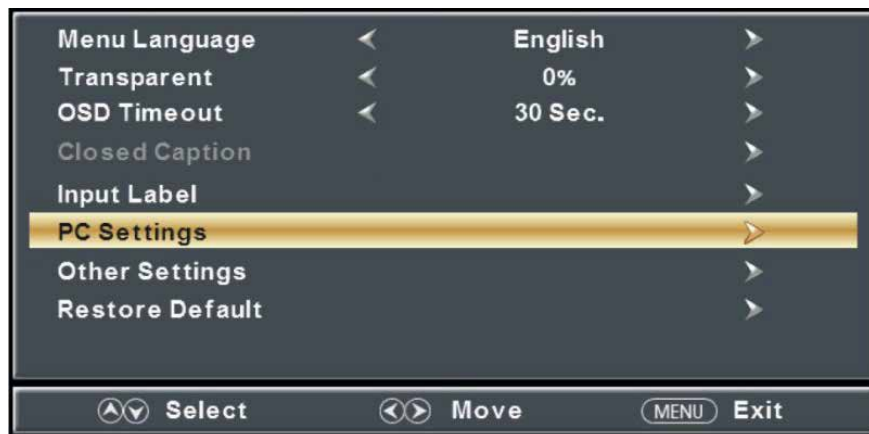 Menu Language English
Transparent 0%
OSD Timeout 30 Sec.
Closed Caption
Input Label
PC Settings
Other Settings
Restore Default
Select Move MENU Exit